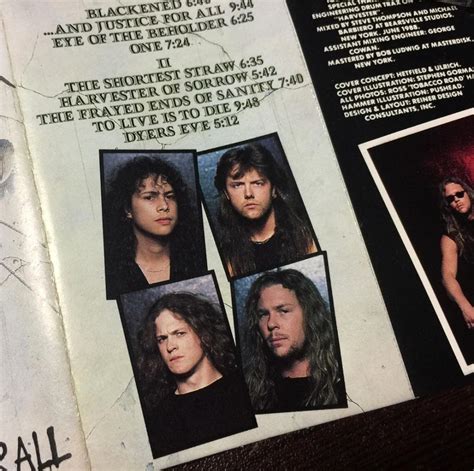 BLACKENED 6:40
...AND JUSTICE FOR ALL 9:44
EYE OF THE BEHOLDER 6:25
ONE 7:24
II
THE SHORTEST STRAW 6:35
HARVESTER OF SORROW 5:42
THE FRAYED ENDS OF SANITY 7:40
TO LIVE IS TO DIE 9:48
DYERS EVE 5:12
ENGINEERING DRUM TRAX ON
"HARVESTER".
MIXED BY STEVE THOMPSON AND MICHAEL
BARBIERO AT BEARSVILLE STUDIOS.
NEW YORK. JUNE 1988.
ASSISTANT MIXING ENGINEER: GEORGE
COWAN.
MASTERED BY BOB LUDWIG AT MASTERDISK,
NEW YORK.
COVER CONCEPT: HETFIELD & ULRICH.
COVER ILLUSTRATION: STEPHEN GORMAN.
ALL PHOTOS: ROSS "TOBACCO ROAD"
HAMMER ILLUSTRATION: PUSHEAD.
DESIGN & LAYOUT: REINER DESIGN
CONSULTANTS, INC.
RALL